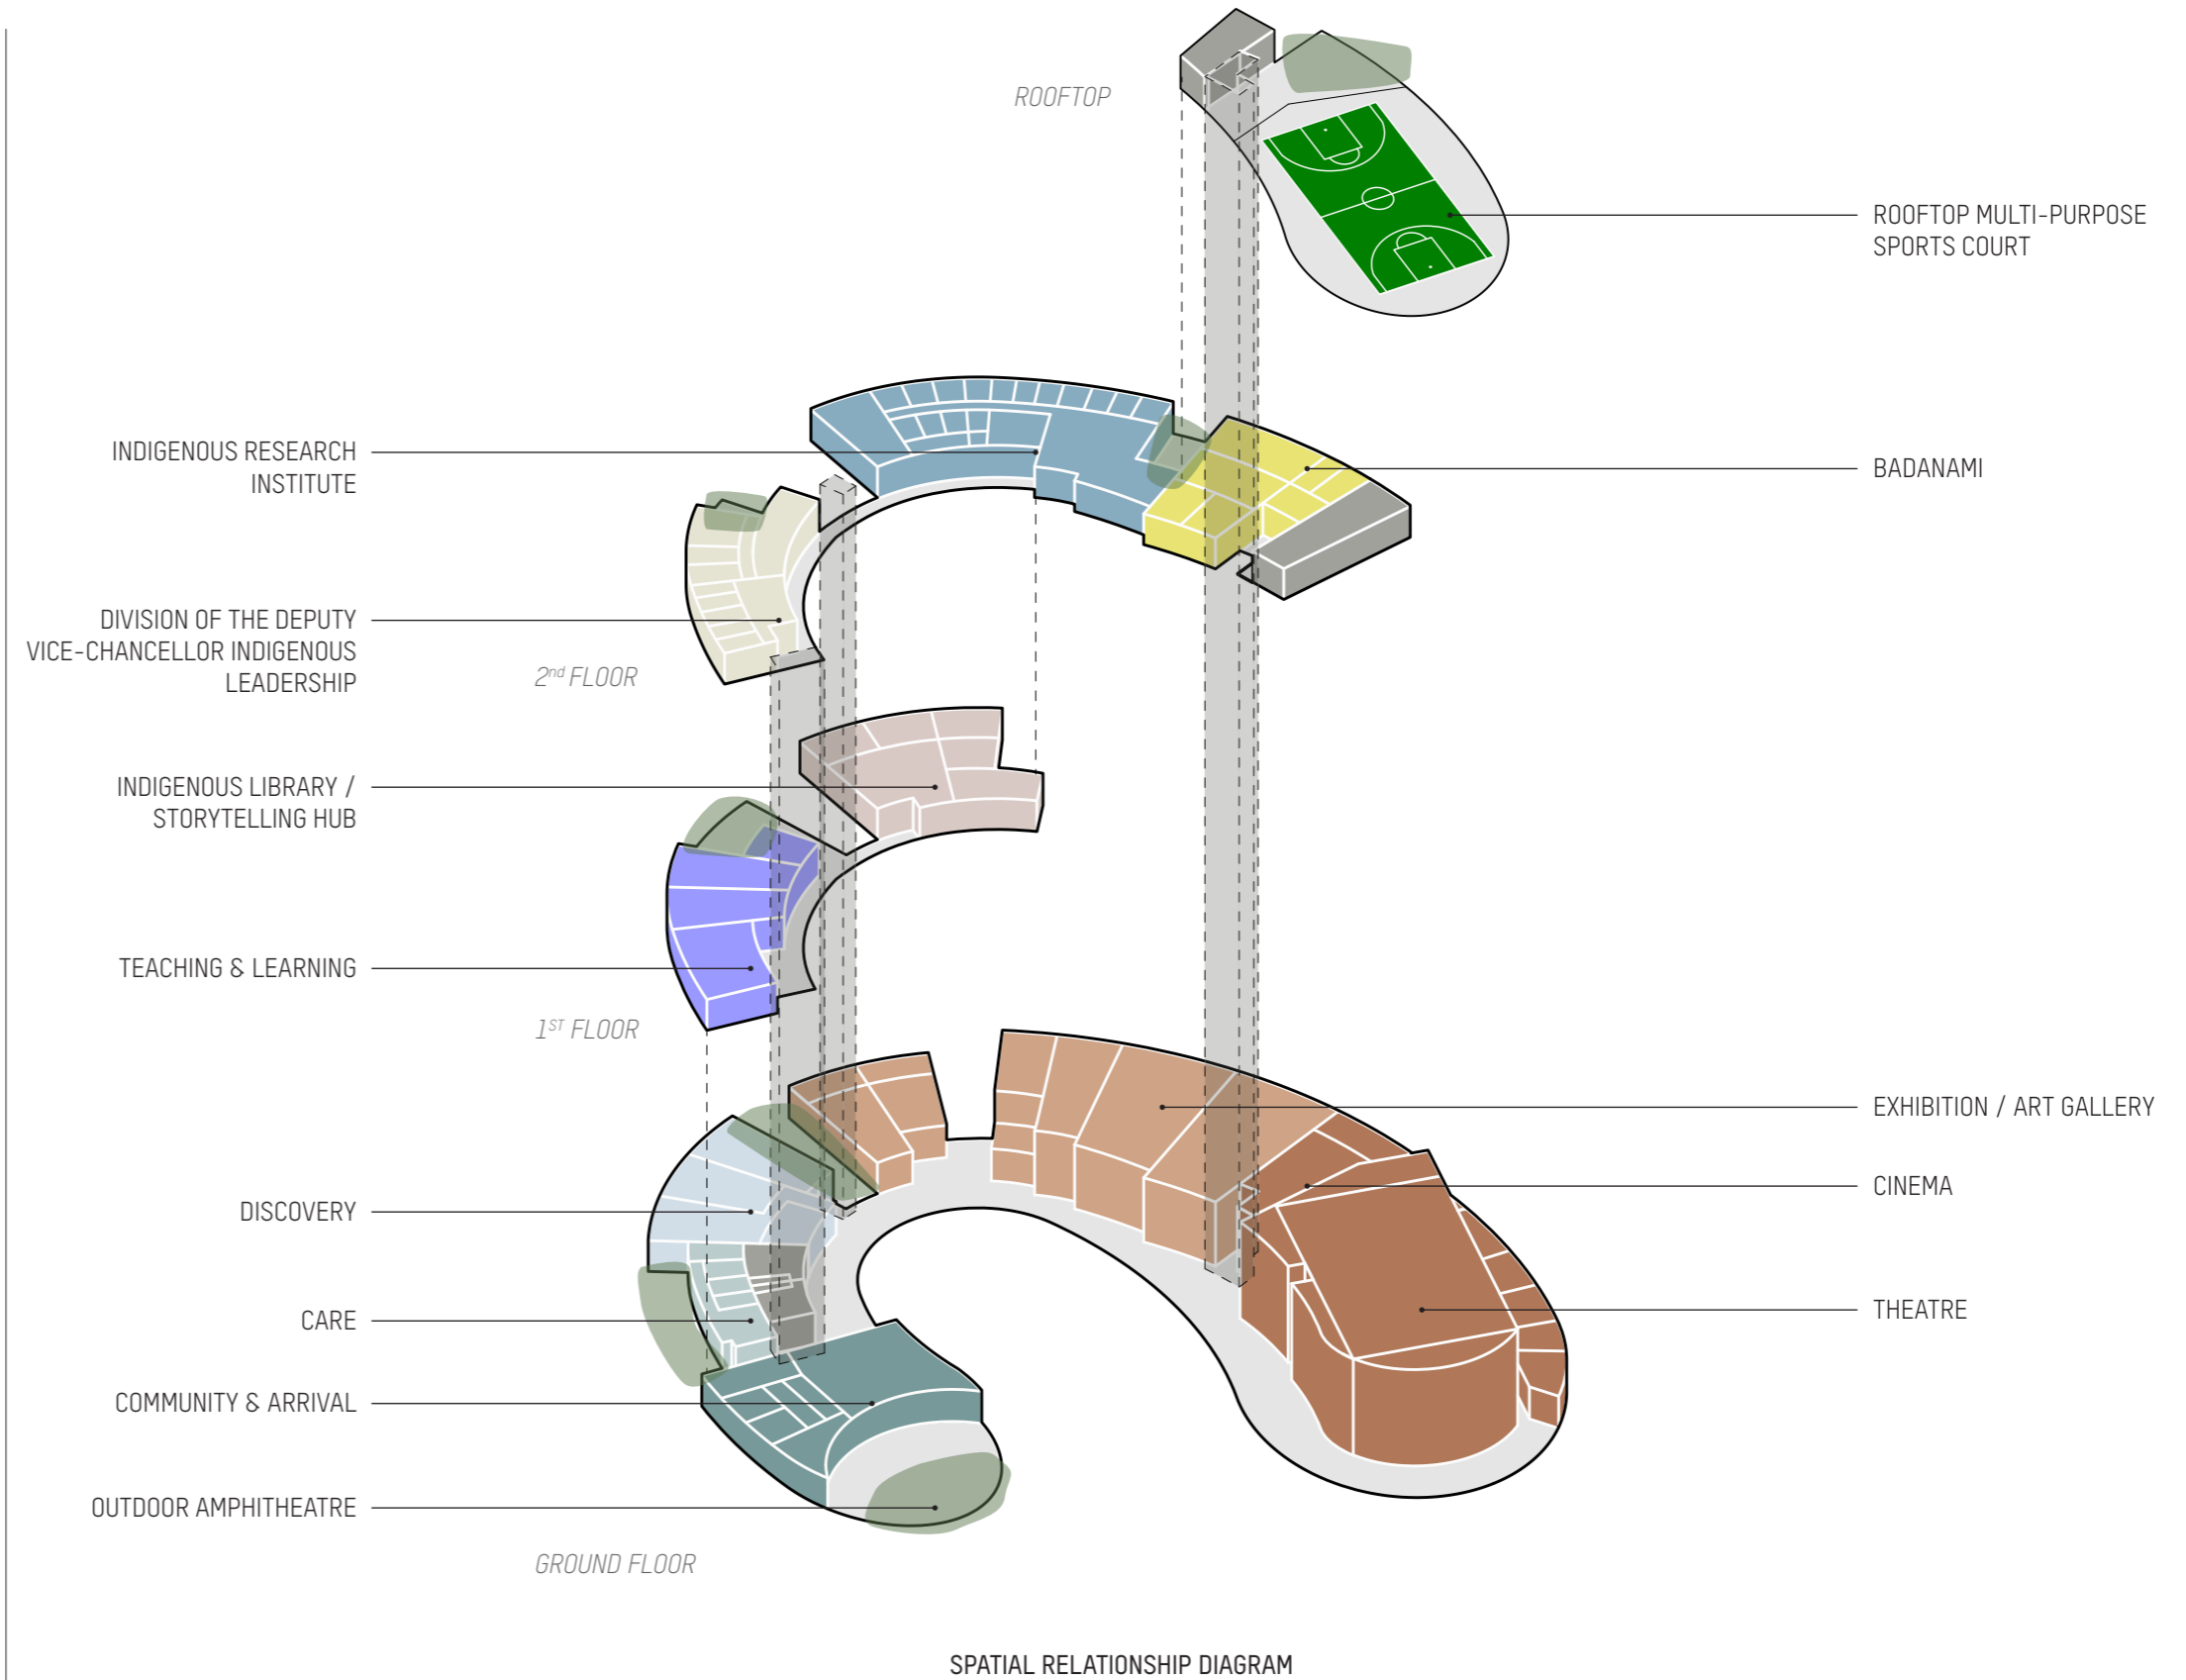 ROOFTOP
ROOFTOP MULTI-PURPOSE
SPORTS COURT
INDIGENOUS RESEARCH
INSTITUTE
BADANAMI
DIVISION OF THE DEPUTY
VICE-CHANCELLOR INDIGENOUS
LEADERSHIP
2nd FLOOR
INDIGENOUS LIBRARY /
STORYTELLING HUB
TEACHING & LEARNING
1ST FLOOR
EXHIBITION / ART GALLERY
CINEMA
DISCOVERY
THEATRE
CARE
COMMUNITY & ARRIVAL
OUTDOOR AMPHITHEATRE
GROUND FLOOR
SPATIAL RELATIONSHIP DIAGRAM